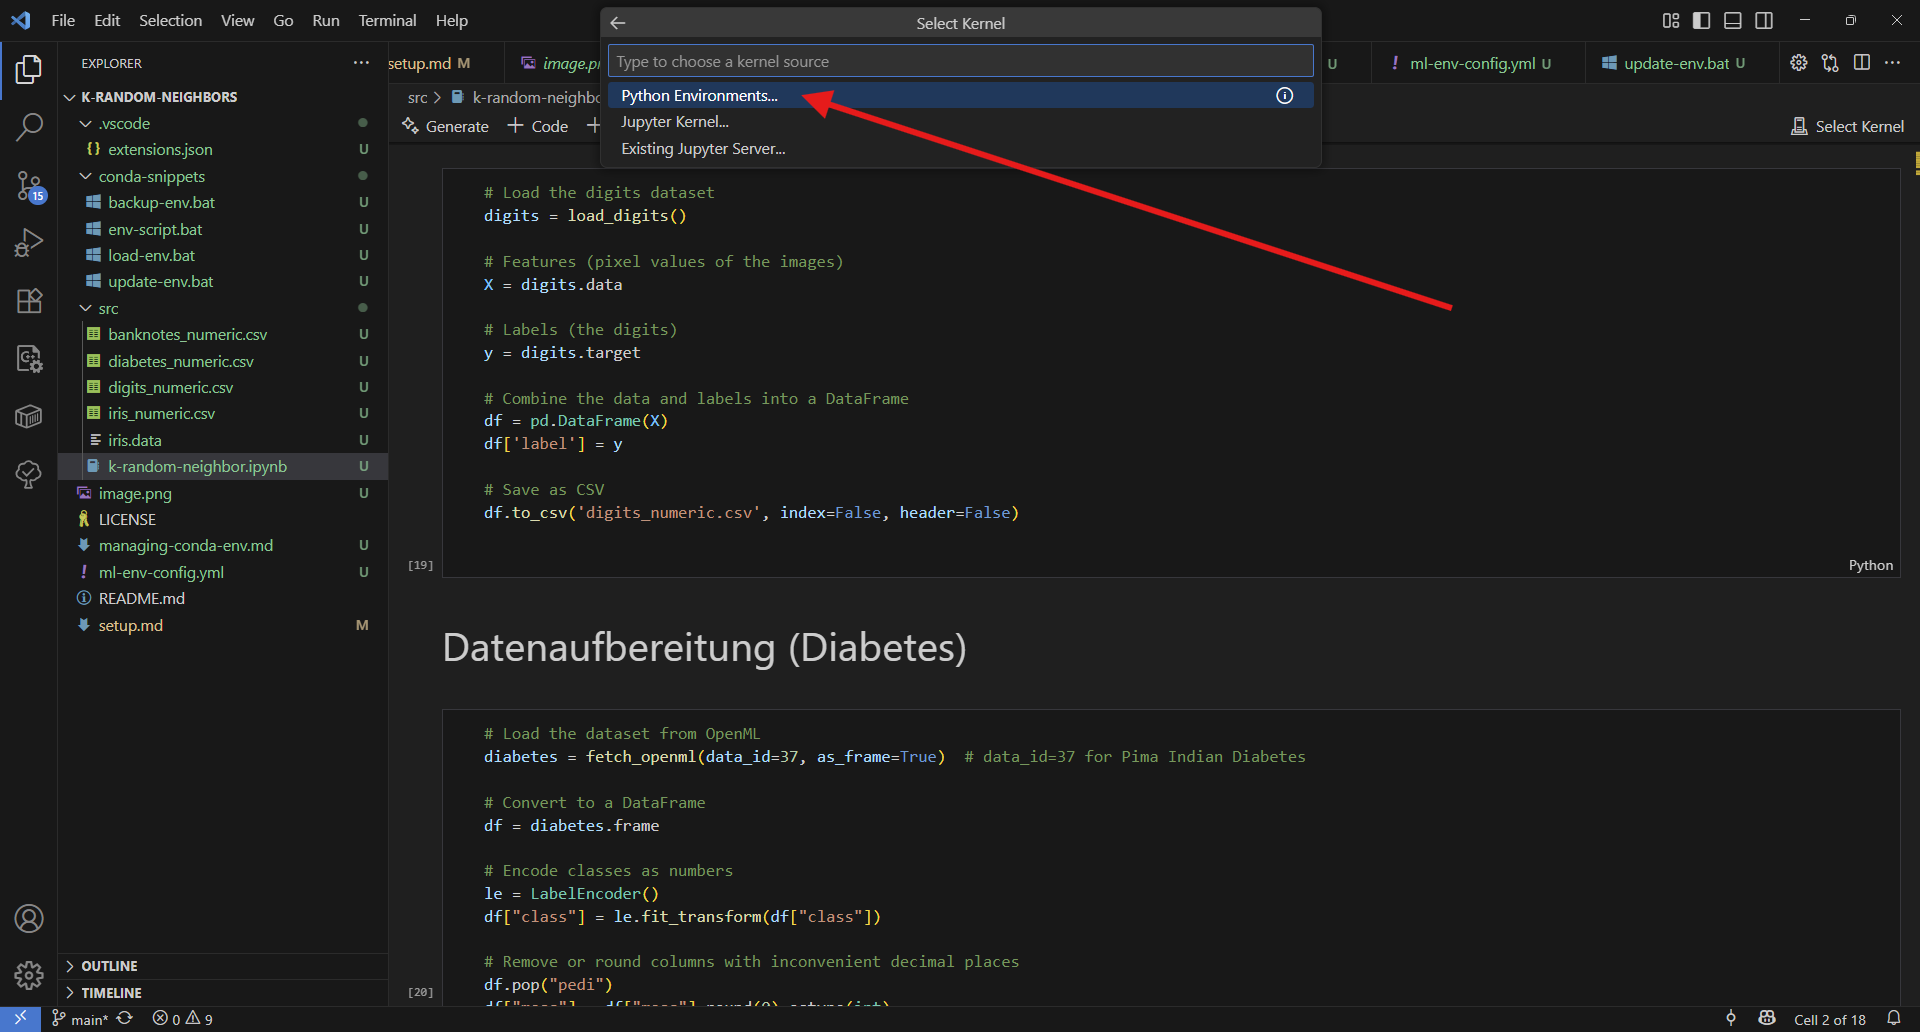 File Edit Selection View Go Run Terminal Help
Select Kernel
Type to choose a kernel source
Python Environments...
Jupyter Kernel...
Existing Jupyter Server...
EXPLORER
K-RANDOM-NEIGHBORS
.vscode
extensions.json U
conda-snippets
backup-env.bat U
env-script.bat U
load-env.bat U
update-env.bat U
src
banknotes_numeric.csv U
diabetes_numeric.csv U
digits_numeric.csv U
iris_numeric.csv U
iris.data U
k-random-neighbor.ipynb U
image.png U
LICENSE
managing-conda-env.md U
ml-env-config.yml U
README.md
setup.md M
OUTLINE
TIMELINE
15
setup.md M
U
ml-env-config.yml U
update-env.bat U
src >
Generate + Code +
Select Kernel
# Load the digits dataset
digits = load_digits()
# Features (pixel values of the images)
X = digits.data
# Labels (the digits)
y = digits.target
# Combine the data and labels into a DataFrame
df = pd.DataFrame(X)
df['label'] = y
# Save as CSV
df.to_csv('digits_numeric.csv', index=False, header=False)
[19]
Python
Datenaufbereitung (Diabetes)
# Load the dataset from OpenML
diabetes = fetch_openml(data_id=37, as_frame=True) # data_id=37 for Pima Indian Diabetes
# Convert to a DataFrame
df = diabetes.frame
# Encode classes as numbers
le = LabelEncoder()
df["class"] = le.fit_transform(df["class"])
# Remove or round columns with inconvenient decimal places
df.pop("pedi")
[20]
main* 0 9
Cell 2 of 18